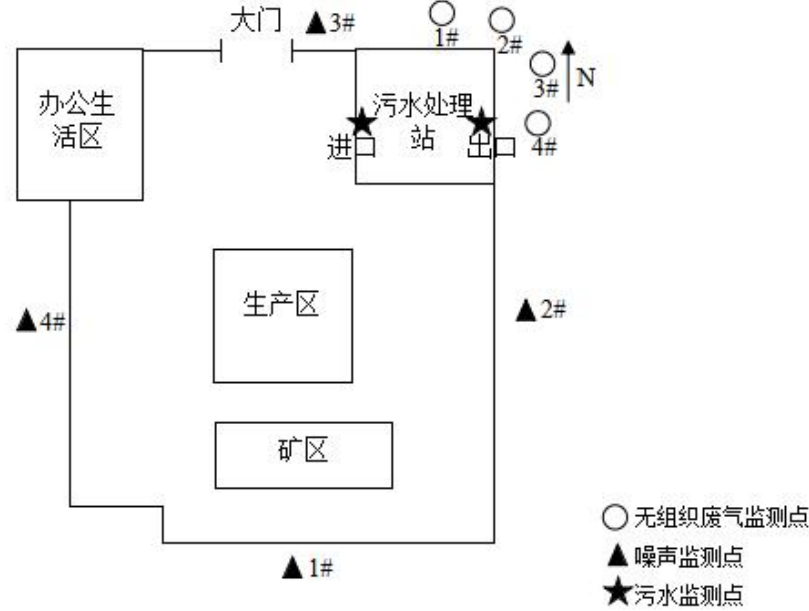 大门
▲3#
1#
2#
3#
N
办公生
活区
污水处理
站
进口
出口
4#
生产区
▲4#
▲2#
矿区
▲1#
○无组织废气监测点
▲噪声监测点
★污水监测点